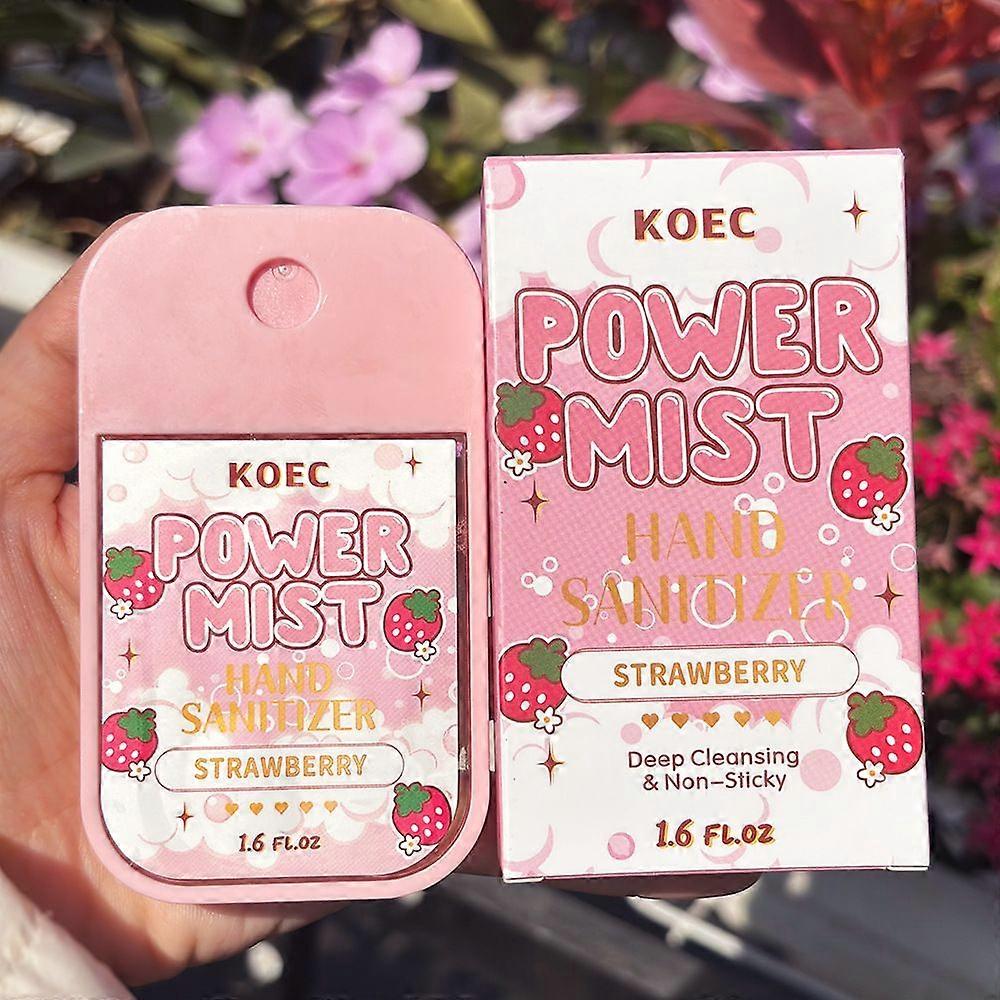 KOEC
POWER
MIST
HAND
SANITIZER
STRAWBERRY
1.6 FL.OZ
KOEC
POWER
MIST
HAND
SANITIZER
STRAWBERRY
Deep Cleansing
& Non-Sticky
1.6 FL.OZ